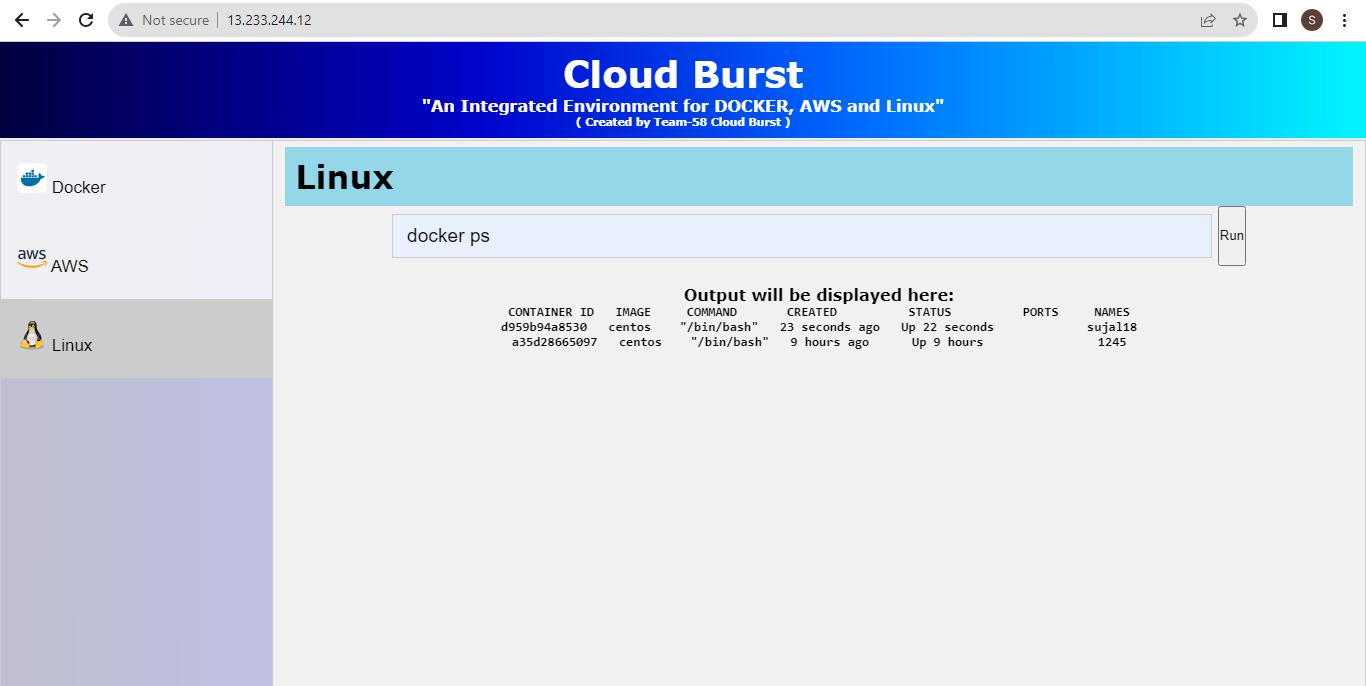 Not secure 13.233.244.12
S
Cloud Burst
"An Integrated Environment for DOCKER, AWS and Linux"
( Created by Team-58 Cloud Burst )
Docker
aws AWS
Linux
Linux
docker ps Run
Output will be displayed here:
CONTAINER ID IMAGE COMMAND CREATED STATUS PORTS NAMES
d959b94a8530 centos "/bin/bash" 23 seconds ago Up 22 seconds sujal18
a35d28665097 centos "/bin/bash" 9 hours ago Up 9 hours 1245